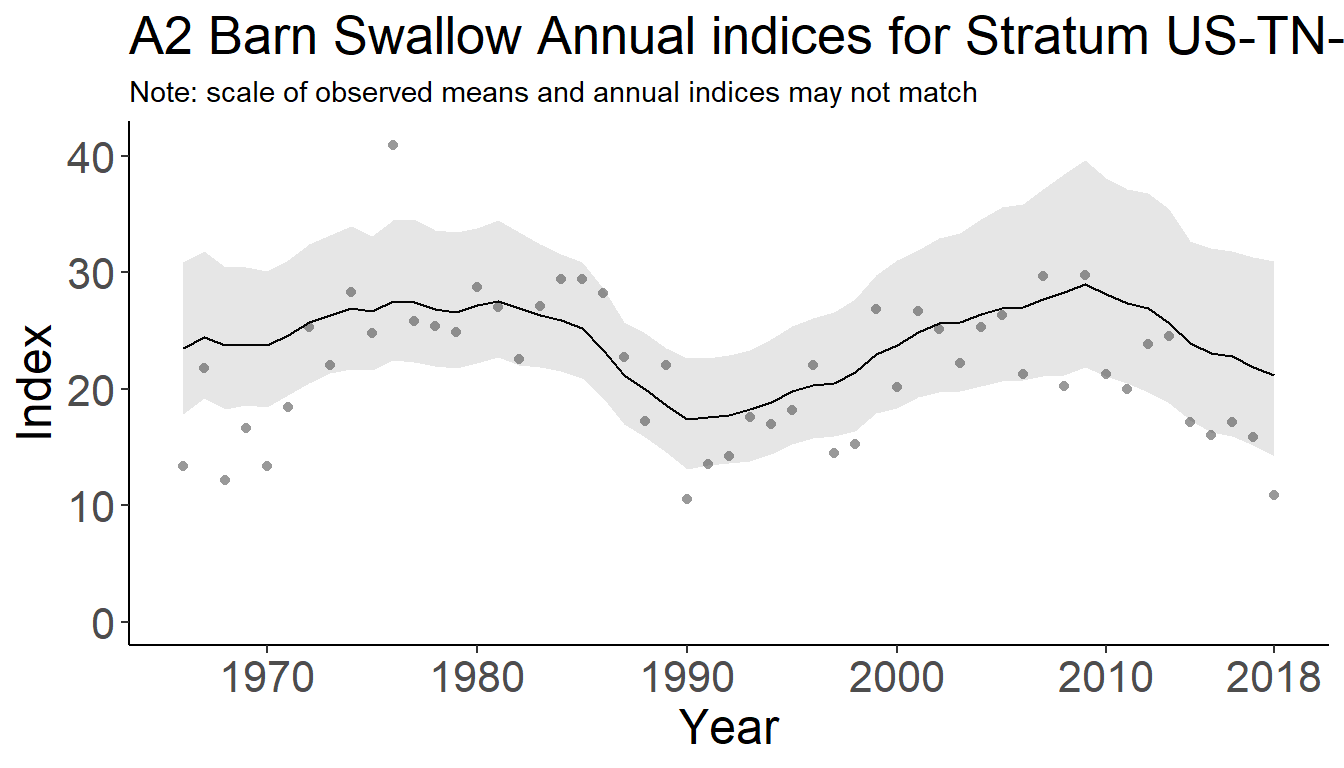 A2 Barn Swallow Annual indices for Stratum US-TN-
Note: scale of observed means and annual indices may not match
40
30
20
10
0
Index
1970 1980 1990 2000 2010 2018
Year